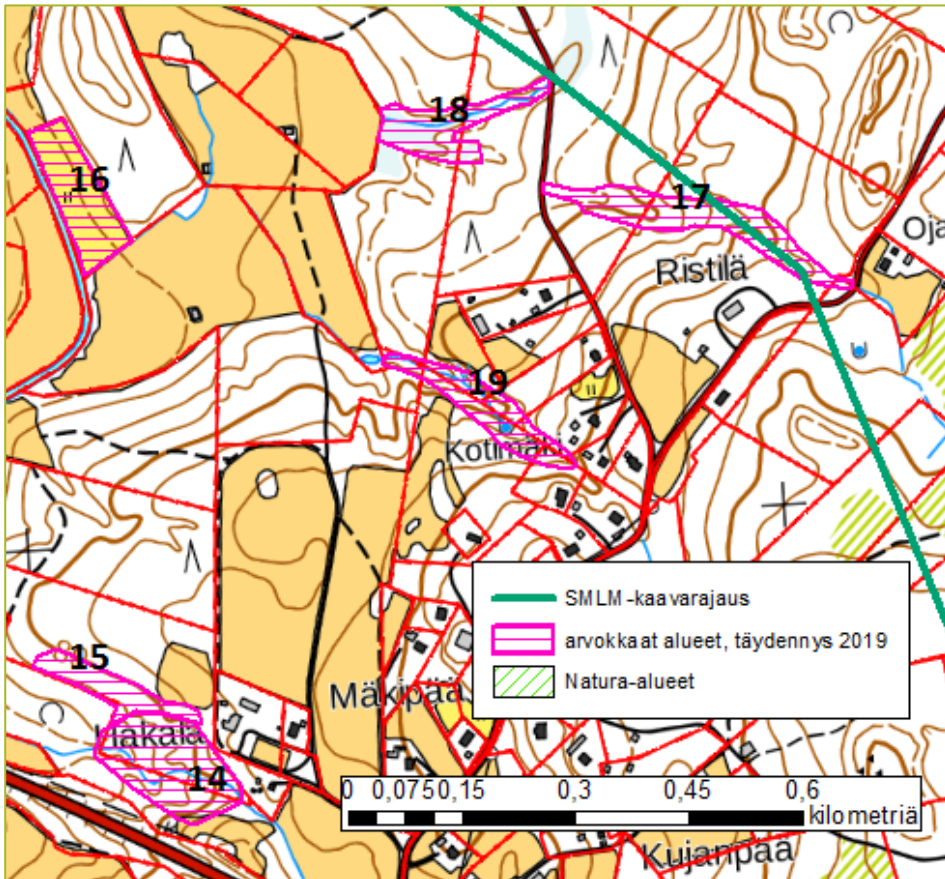 18
16
17
Oja
Ristilä
19
Kotimäki
SMLM-kaavarajaus
arvokkaat alueet, täydennys 2019
Natura-alueet
15
Mäkipää
Hakala
14
0 0,075 0,15 0,3 0,45 0,6
kilometriä
Kujanpää